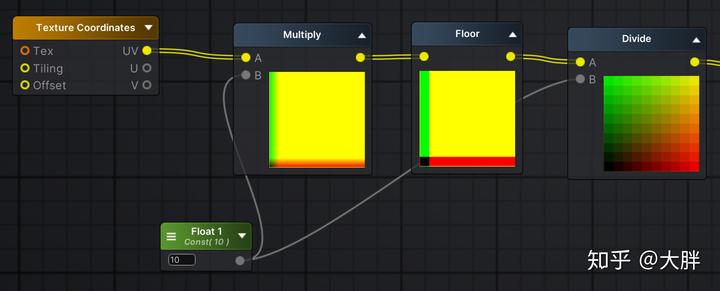 Texture Coordinates
Tex
UV
Tiling
U
Offset
V
Multiply
A
B
Floor
Divide
A
B
Float 1
Const( 10 )
10
知乎 @大胖